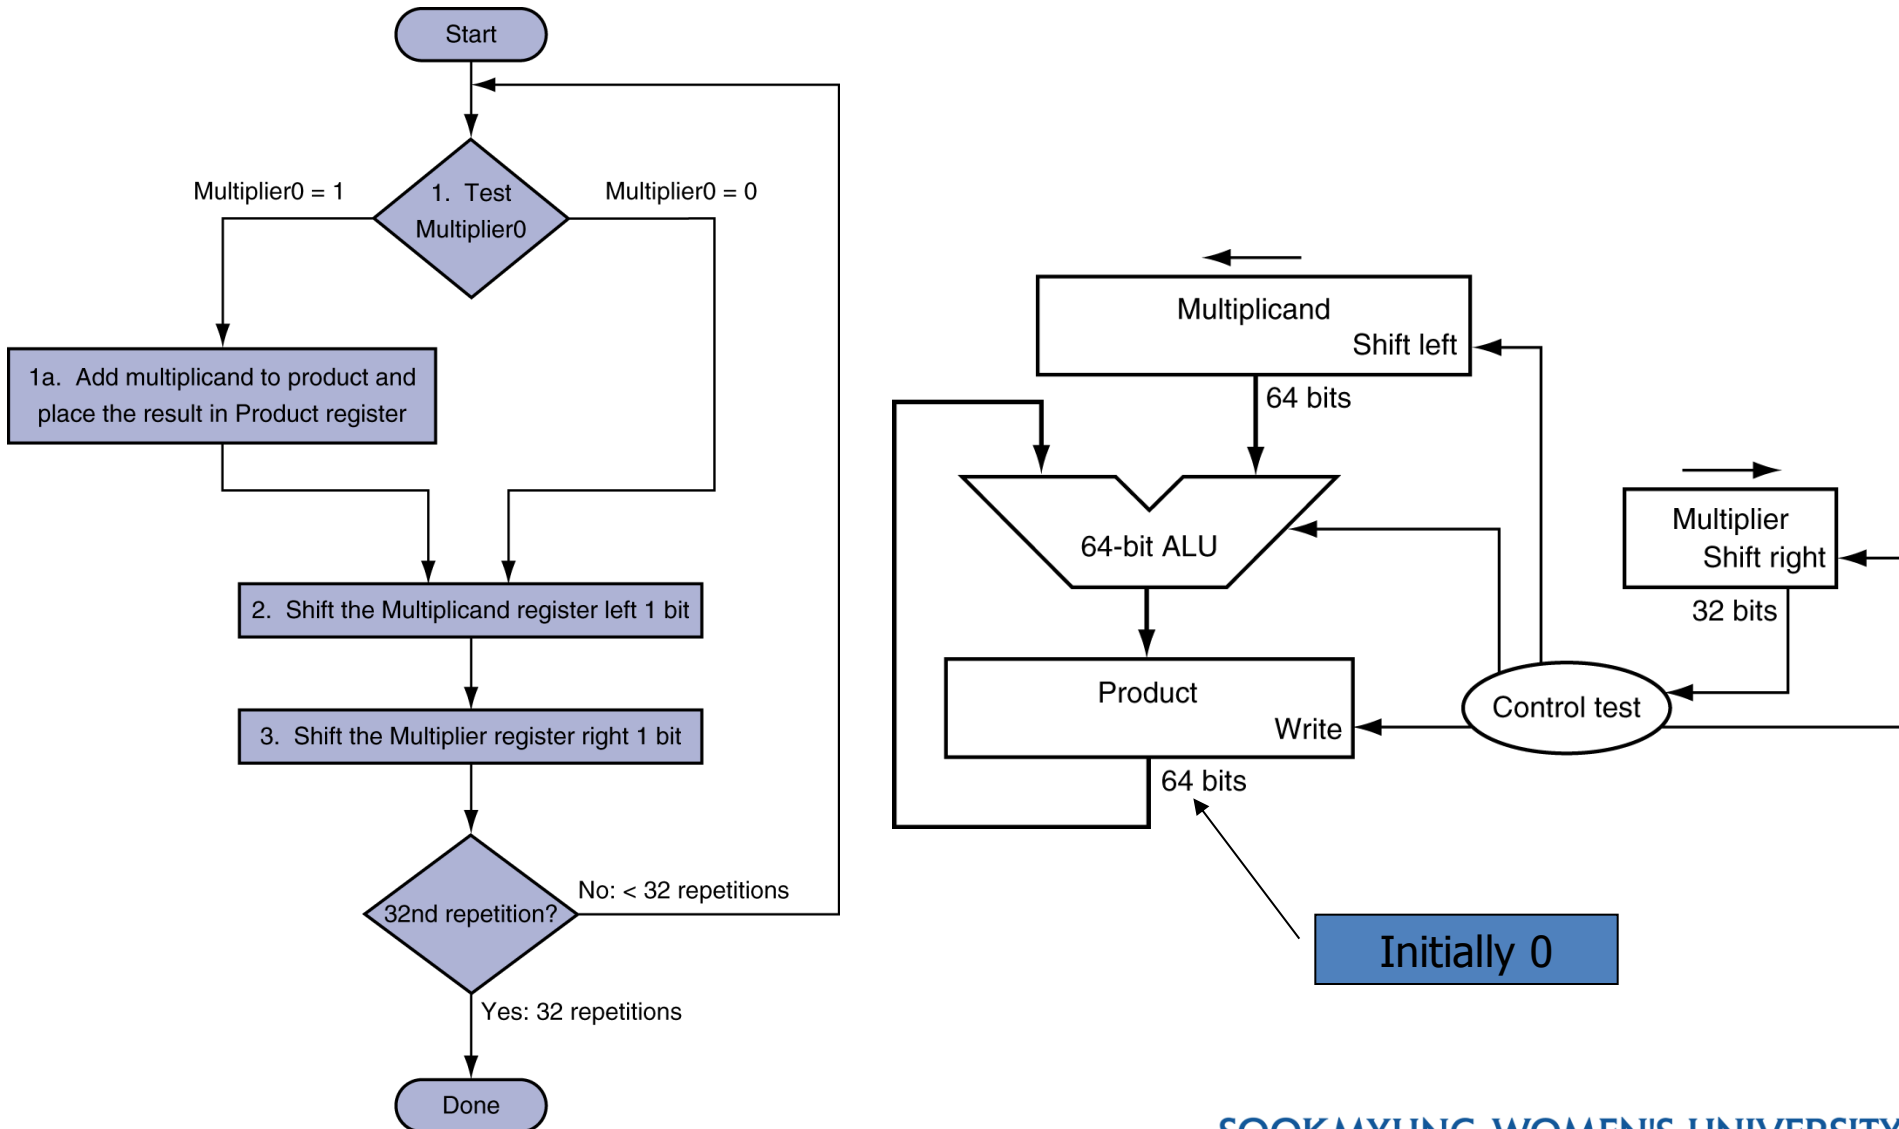 Start
Multiplier0 = 1
1. Test
Multiplier0
Multiplier0 = 0
1a. Add multiplicand to product and
place the result in Product register
2. Shift the Multiplicand register left 1 bit
3. Shift the Multiplier register right 1 bit
32nd repetition?
No: < 32 repetitions
Yes: 32 repetitions
Done
Multiplicand
Shift left
64 bits
64-bit ALU
Multiplier
Shift right
32 bits
Product
Write
Control test
64 bits
Initially 0
SOOKMYUNG WOMEN'S UNIVERSITY